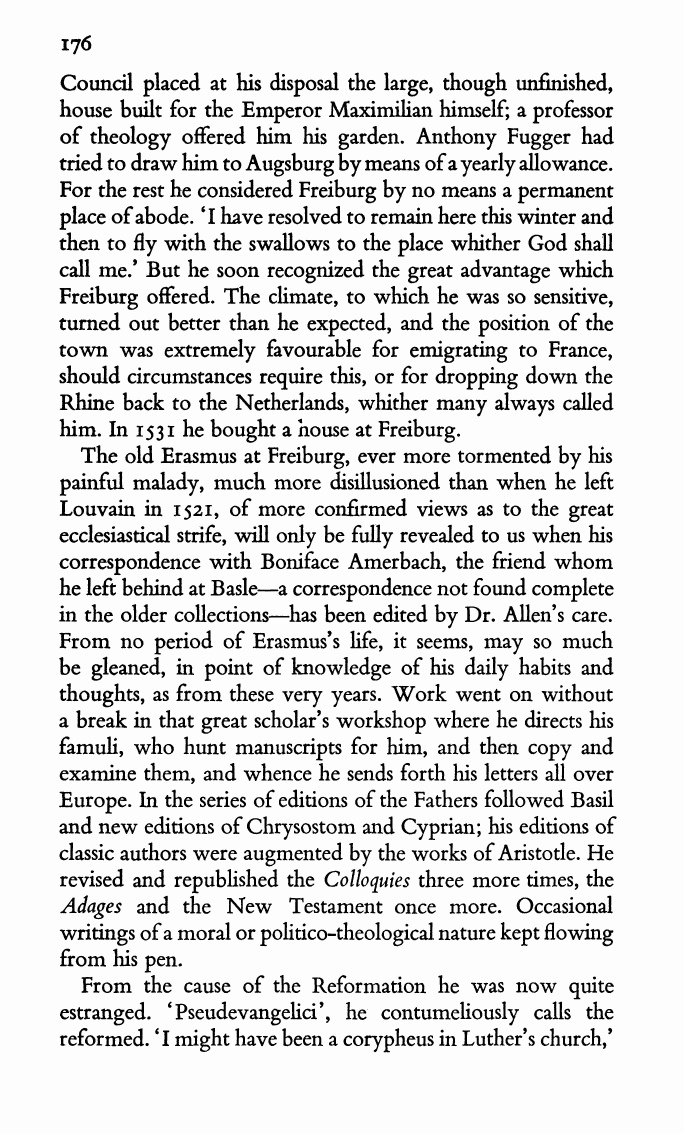 176
Council placed at his disposal the large, though unfinished,
house built for the Emperor Maximilian himself; a professor
of theology offered him his garden. Anthony Fugger had
tried to draw him to Augsburg by means of a yearly allowance.
For the rest he considered Freiburg by no means a permanent
place of abode. ‘I have resolved to remain here this winter and
then to fly with the swallows to the place whither God shall
call me.’ But he soon recognized the great advantage which
Freiburg offered. The climate, to which he was so sensitive,
turned out better than he expected, and the position of the
town was extremely favourable for emigrating to France,
should circumstances require this, or for dropping down the
Rhine back to the Netherlands, whither many always called
him. In 1531 he bought a house at Freiburg.
The old Erasmus at Freiburg, ever more tormented by his
painful malady, much more disillusioned than when he left
Louvain in 1521, of more confirmed views as to the great
ecclesiastical strife, will only be fully revealed to us when his
correspondence with Boniface Amerbach, the friend whom
he left behind at Basle—a correspondence not found complete
in the older collections—has been edited by Dr. Allen’s care.
From no period of Erasmus’s life, it seems, may so much
be gleaned, in point of knowledge of his daily habits and
thoughts, as from these very years. Work went on without
a break in that great scholar’s workshop where he directs his
famuli, who hunt manuscripts for him, and then copy and
examine them, and whence he sends forth his letters all over
Europe. In the series of editions of the Fathers followed Basil
and new editions of Chrysostom and Cyprian; his editions of
classic authors were augmented by the works of Aristotle. He
revised and republished the Colloquies three more times, the
Adages and the New Testament once more. Occasional
writings of a moral or politico-theological nature kept flowing
from his pen.
From the cause of the Reformation he was now quite
estranged. ‘Pseudevangelici’, he contumeliously calls the
reformed. ‘I might have been a corypheus in Luther’s church,’